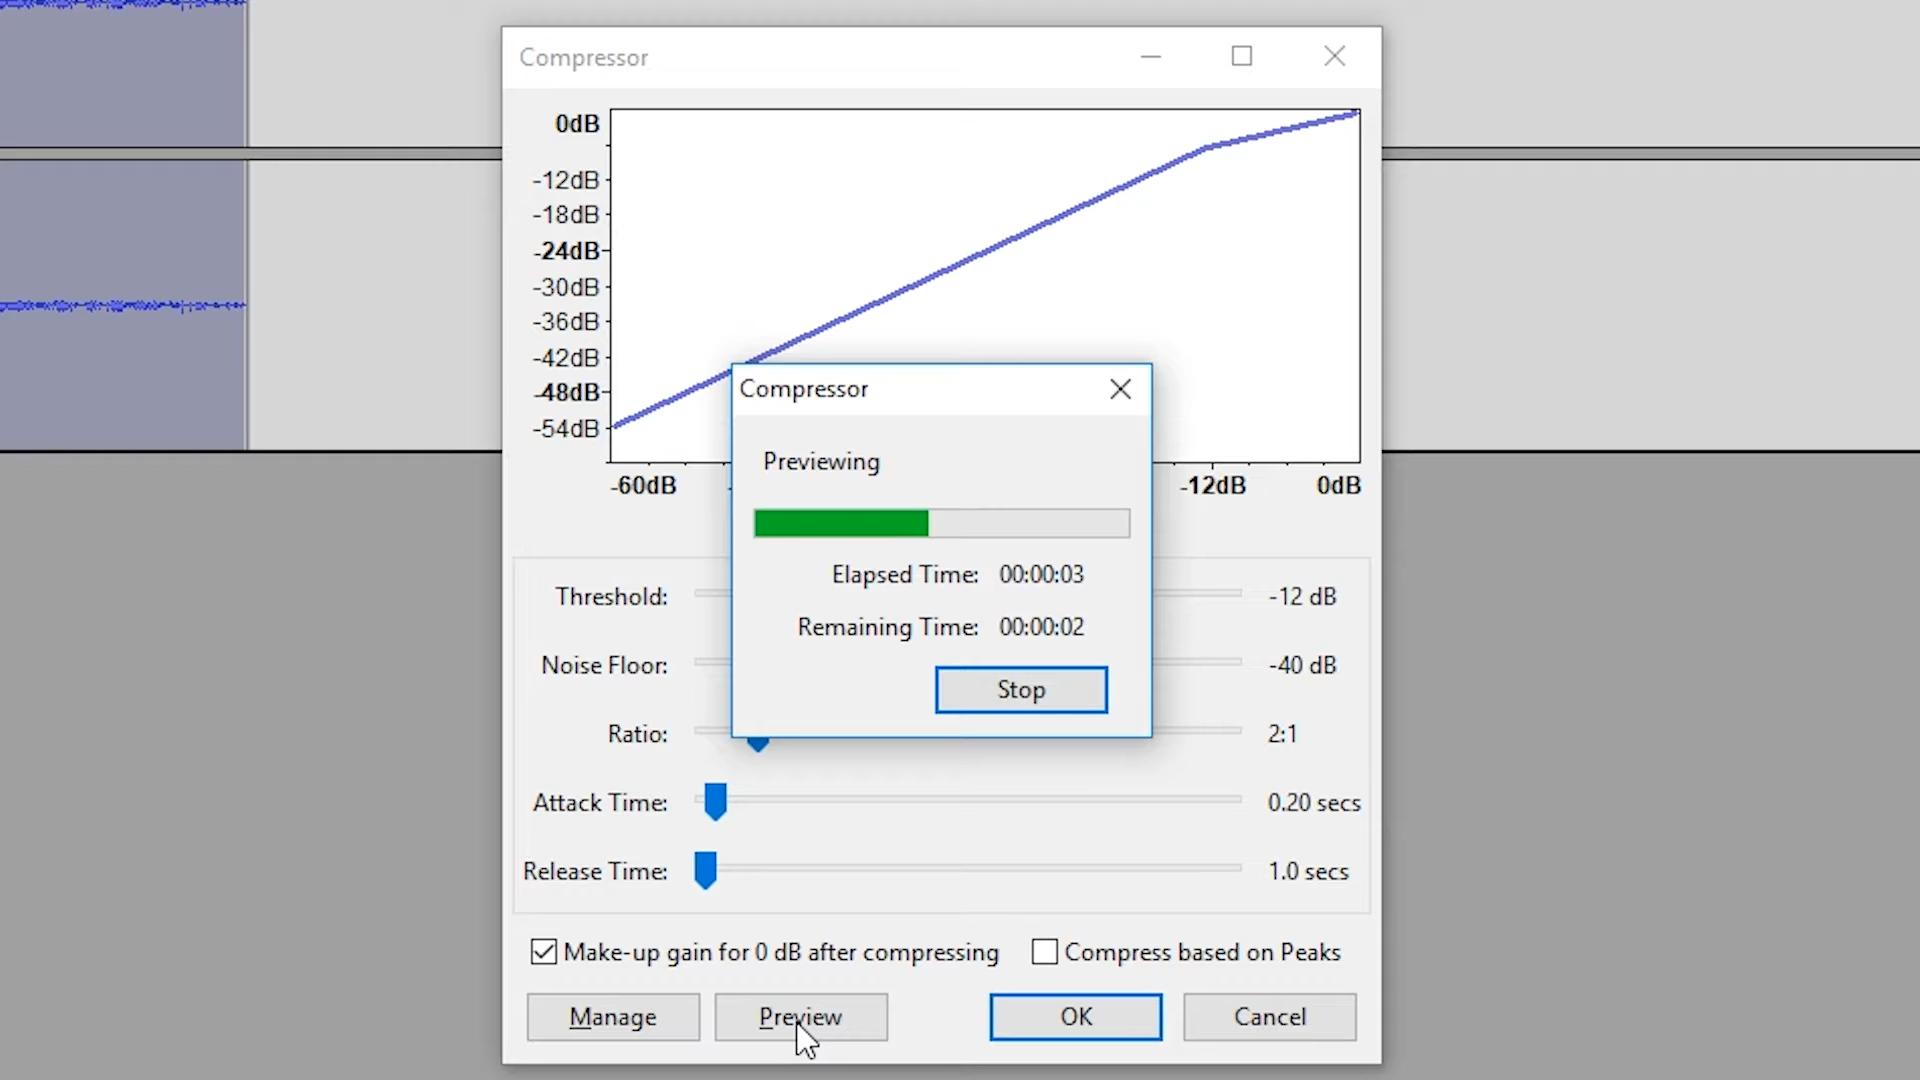 Compressor
0dB
-12dB
-18dB
-24dB
-30dB
-36dB
-42dB
-48dB
-54dB
-60dB
-12dB
0dB
Compressor
Previewing
Elapsed Time: 00:00:03
Remaining Time: 00:00:02
Stop
Threshold: -12 dB
Noise Floor: -40 dB
Ratio: 2:1
Attack Time: 0.20 secs
Release Time: 1.0 secs
Make-up gain for 0 dB after compressing Compress based on Peaks
Manage Preview OK Cancel